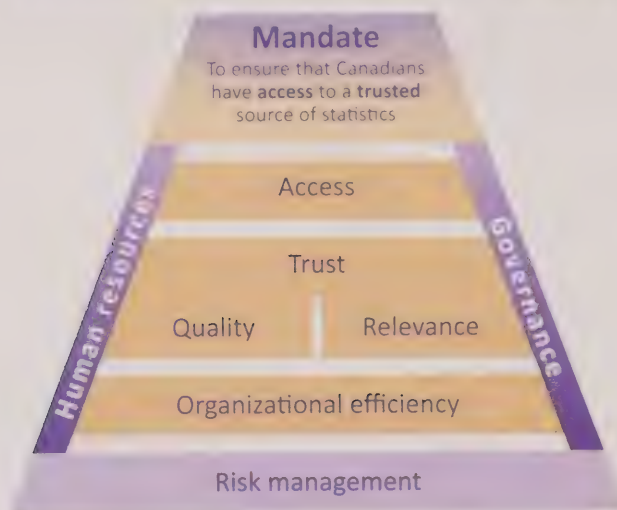 Mandate
To ensure that Canadians
have access to a trusted
source of statistics
Human resources
Governance
Access
Trust
Quality
Relevance
Organizational efficiency
Risk management